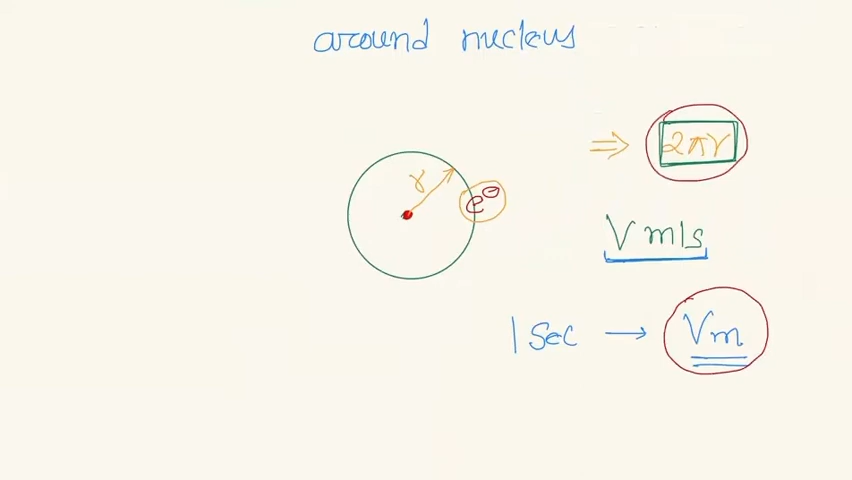 around nucleus
⇒ 2πr
r
e⊖
V m/s
1 Sec → Vm